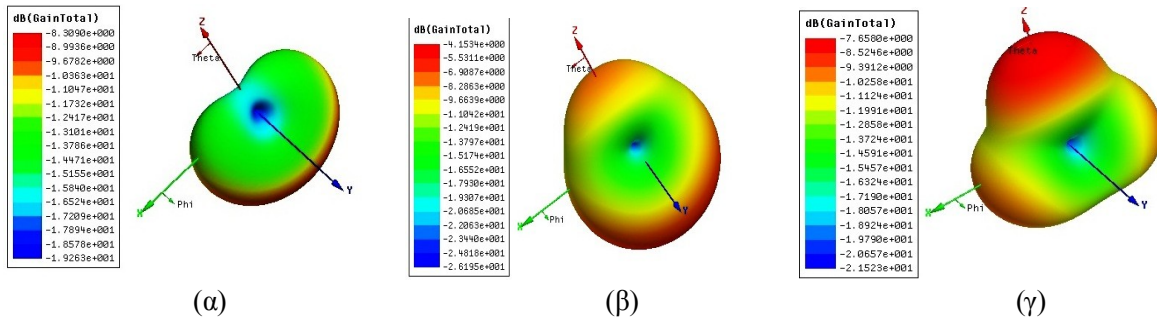 dB(GainTotal)
-8.3090e+000
-8.9936e+000
-9.6782e+000
-1.0363e+001
-1.1047e+001
-1.1732e+001
-1.2417e+001
-1.3101e+001
-1.3786e+001
-1.4471e+001
-1.5155e+001
-1.5840e+001
-1.6524e+001
-1.7209e+001
-1.7894e+001
-1.8578e+001
-1.9263e+001
Z
Theta
X
Phi
Y
(α)
dB(GainTotal)
-4.1534e+000
-5.5311e+000
-6.9087e+000
-8.2863e+000
-9.6639e+000
-1.1042e+001
-1.2419e+001
-1.3797e+001
-1.5174e+001
-1.6552e+001
-1.7930e+001
-1.9307e+001
-2.0685e+001
-2.2063e+001
-2.3440e+001
-2.4818e+001
-2.6195e+001
Z
Theta
X
Phi
Y
(β)
dB(GainTotal)
-7.6580e+000
-8.5246e+000
-9.3912e+000
-1.0258e+001
-1.1124e+001
-1.1991e+001
-1.2858e+001
-1.3724e+001
-1.4591e+001
-1.5457e+001
-1.6324e+001
-1.7190e+001
-1.8057e+001
-1.8924e+001
-1.9790e+001
-2.0657e+001
-2.1523e+001
Z
Theta
X
Phi
Y
(γ)